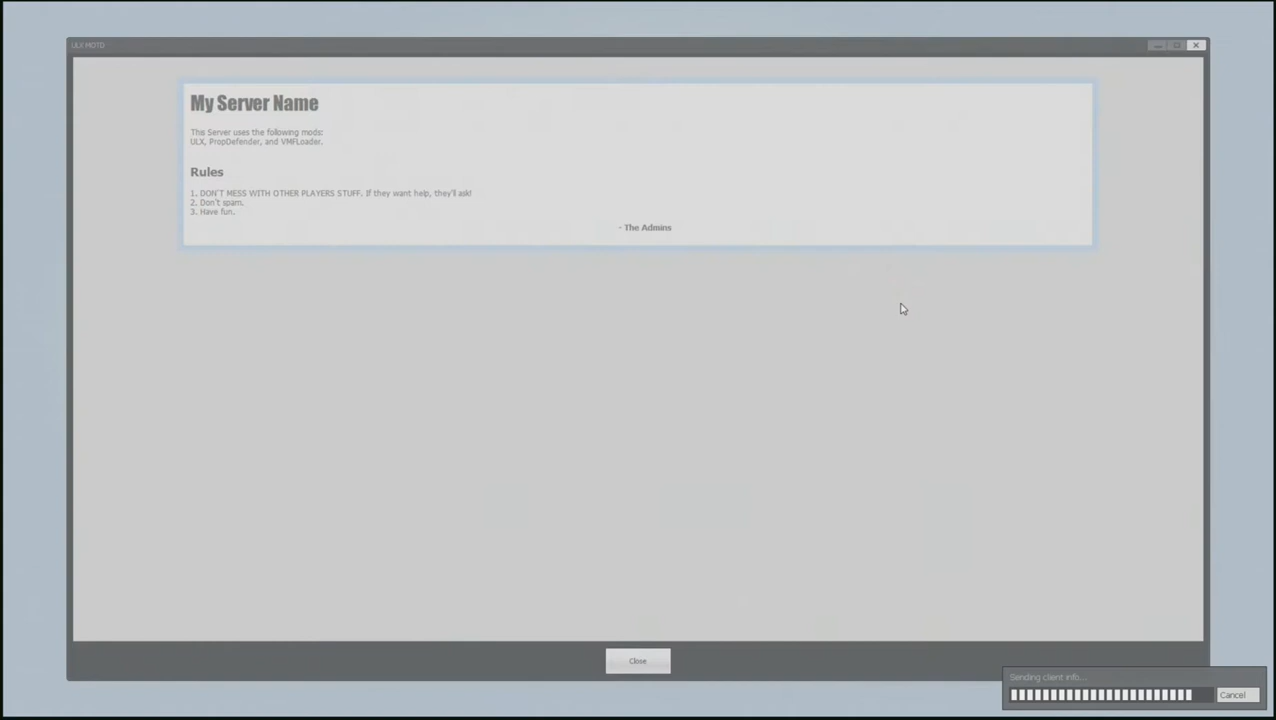 ULX MOTD
My Server Name
This Server uses the following mods:
ULX, PropDefender, and VMFLoader.
Rules
1. DON'T MESS WITH OTHER PLAYERS STUFF. If they want help, they'll ask!
2. Don't spam.
3. Have fun.
- The Admins
Close
Sending client info...
Cancel